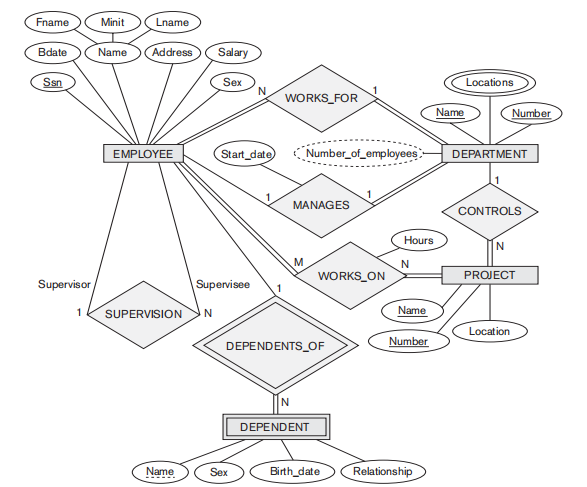 Fname
Minit
Lname
Bdate
Name
Address
Salary
Ssn
Sex
N
WORKS_FOR
1
Locations
Name
Number
EMPLOYEE
Start_date
Number_of_employees
DEPARTMENT
1
MANAGES
1
1
CONTROLS
N
M
WORKS_ON
N
Hours
PROJECT
Name
Number
Location
Supervisor
Supervisee
1
SUPERVISION
N
1
DEPENDENTS_OF
N
DEPENDENT
Name
Sex
Birth_date
Relationship